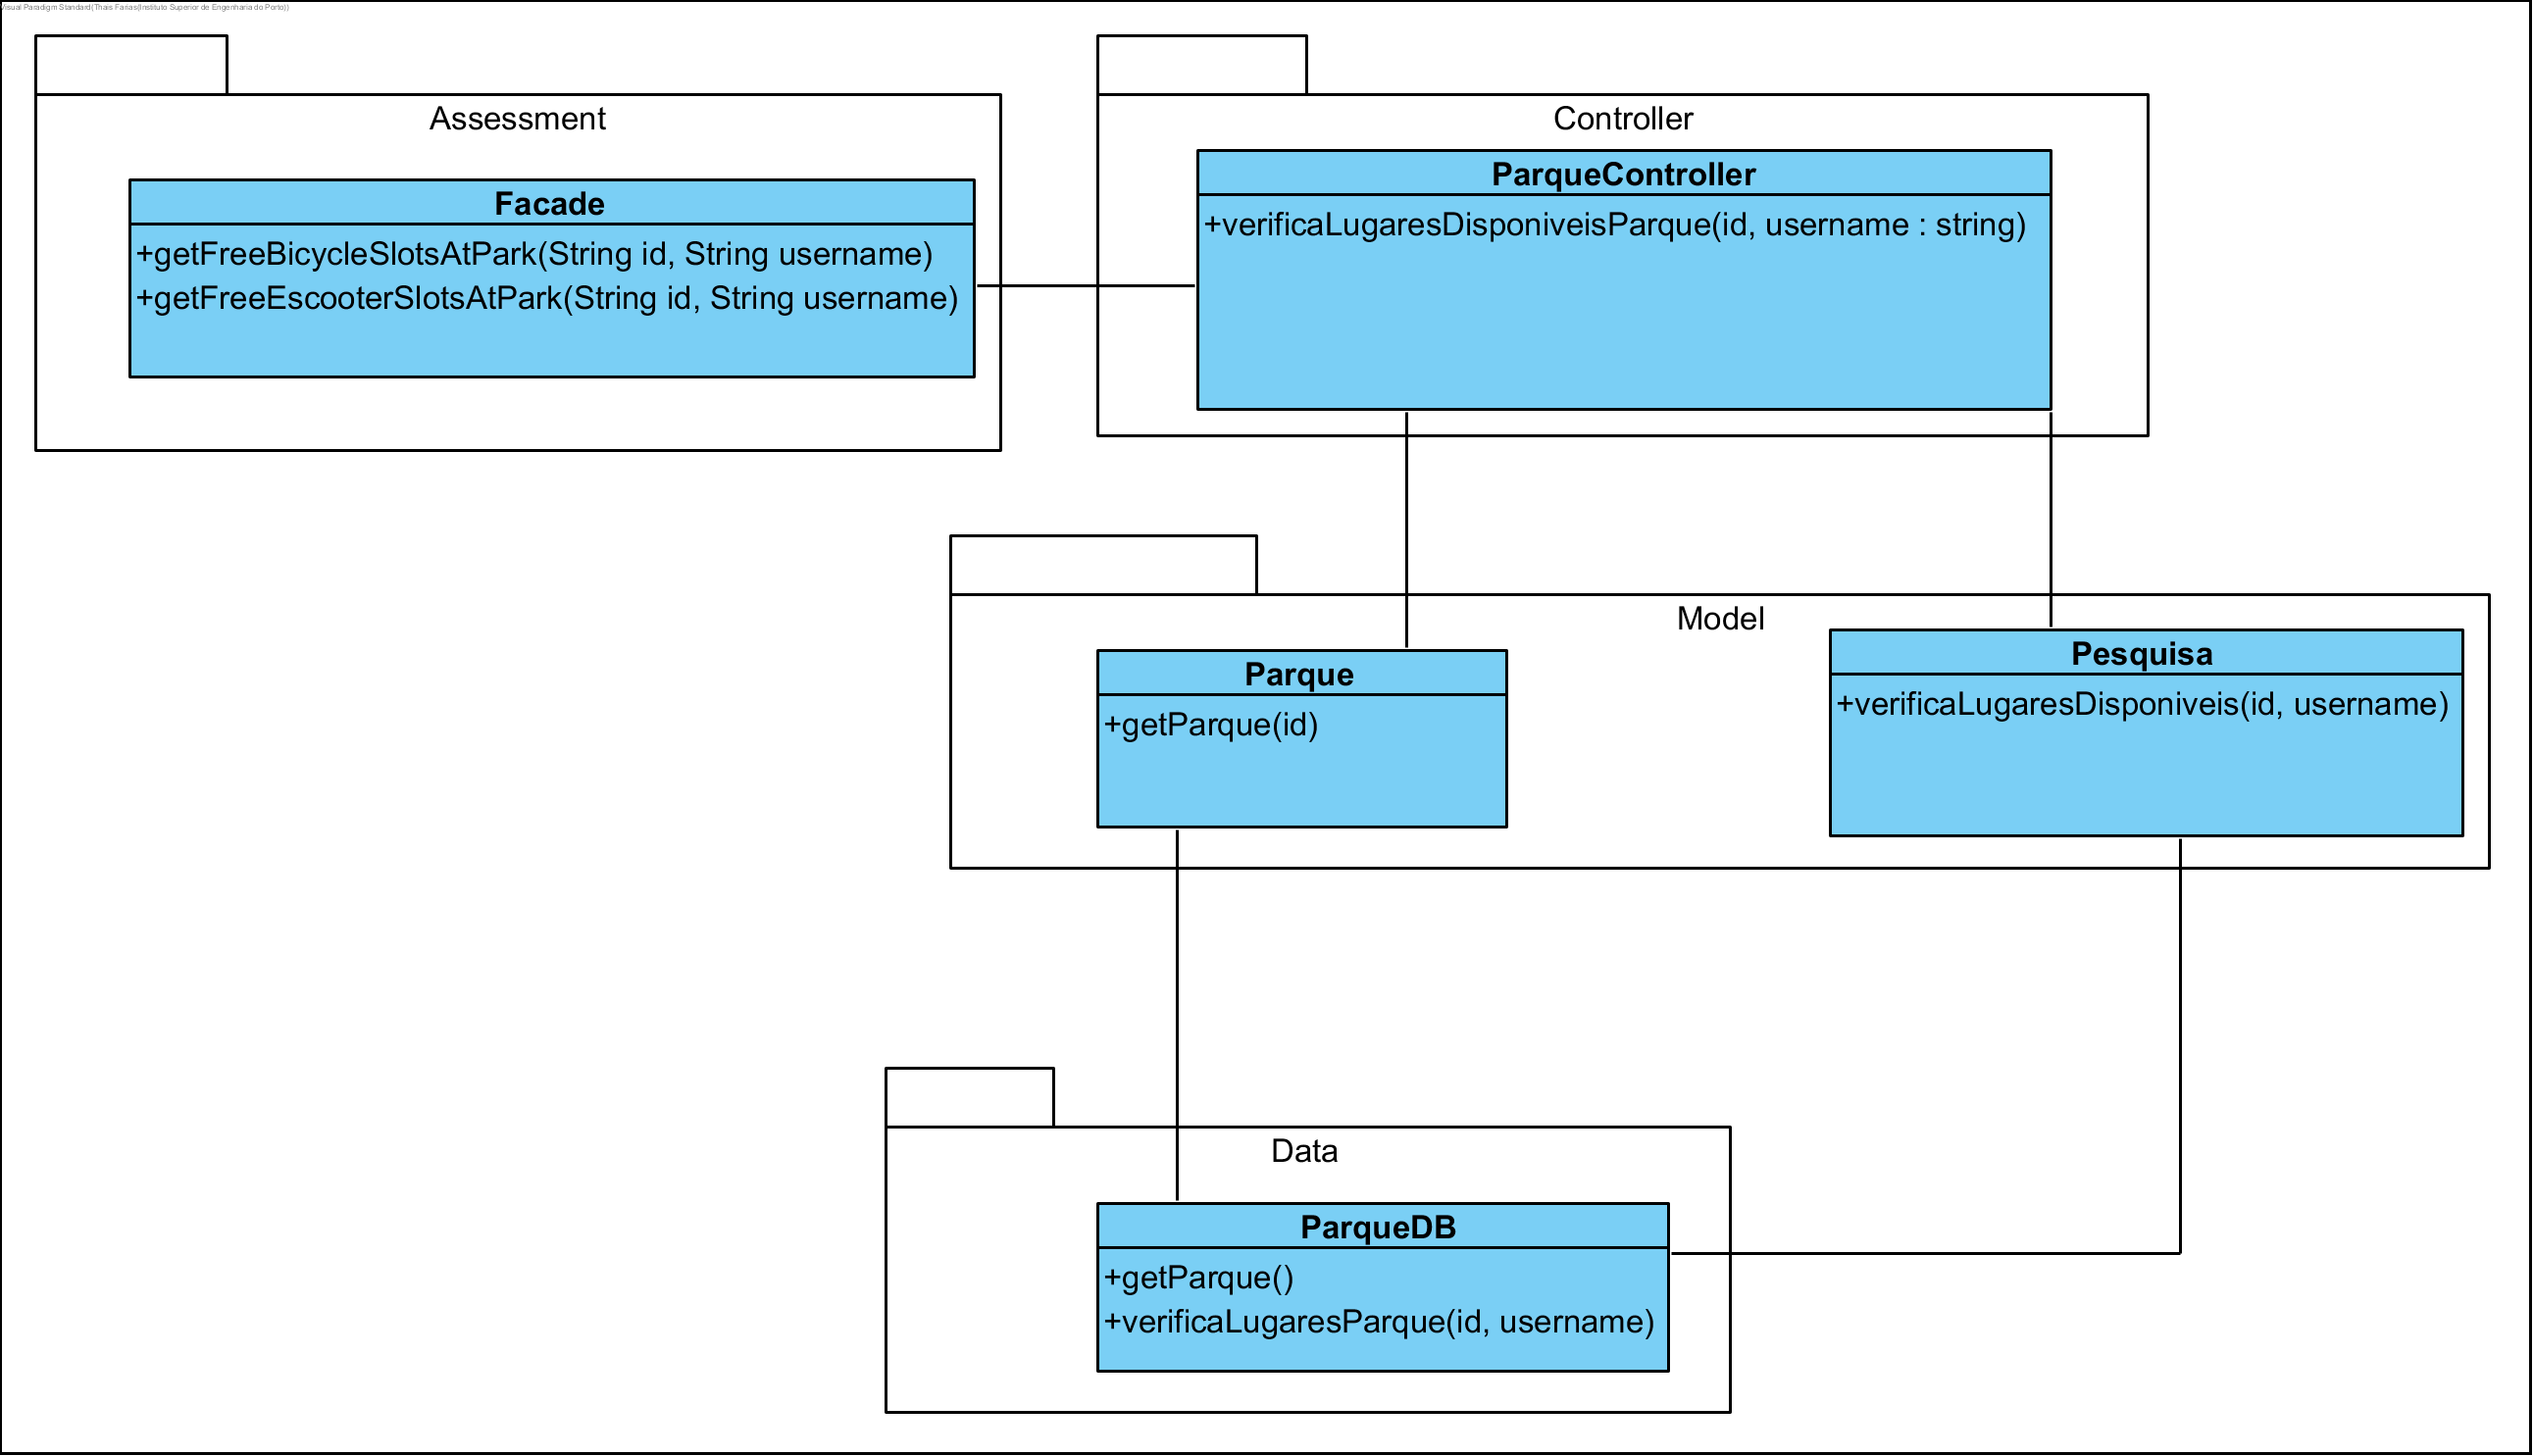 Visual Paradigm Standard(Thais Farias(Instituto Superior de Engenharia do Porto))
Assessment
Facade
+getFreeBicycleSlotsAtPark(String id, String username)
+getFreeEscooterSlotsAtPark(String id, String username)
Controller
ParqueController
+verificaLugaresDisponiveisParque(id, username : string)
Model
Parque
+getParque(id)
Pesquisa
+verificaLugaresDisponiveis(id, username)
Data
ParqueDB
+getParque()
+verificaLugaresParque(id, username)